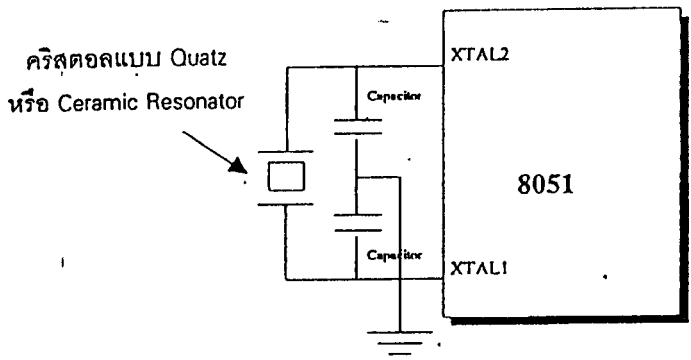 คริสตอลแบบ Quatz
หรือ Ceramic Resonator
XTAL2
Capacitor
8051
Capacitor
XTAL1